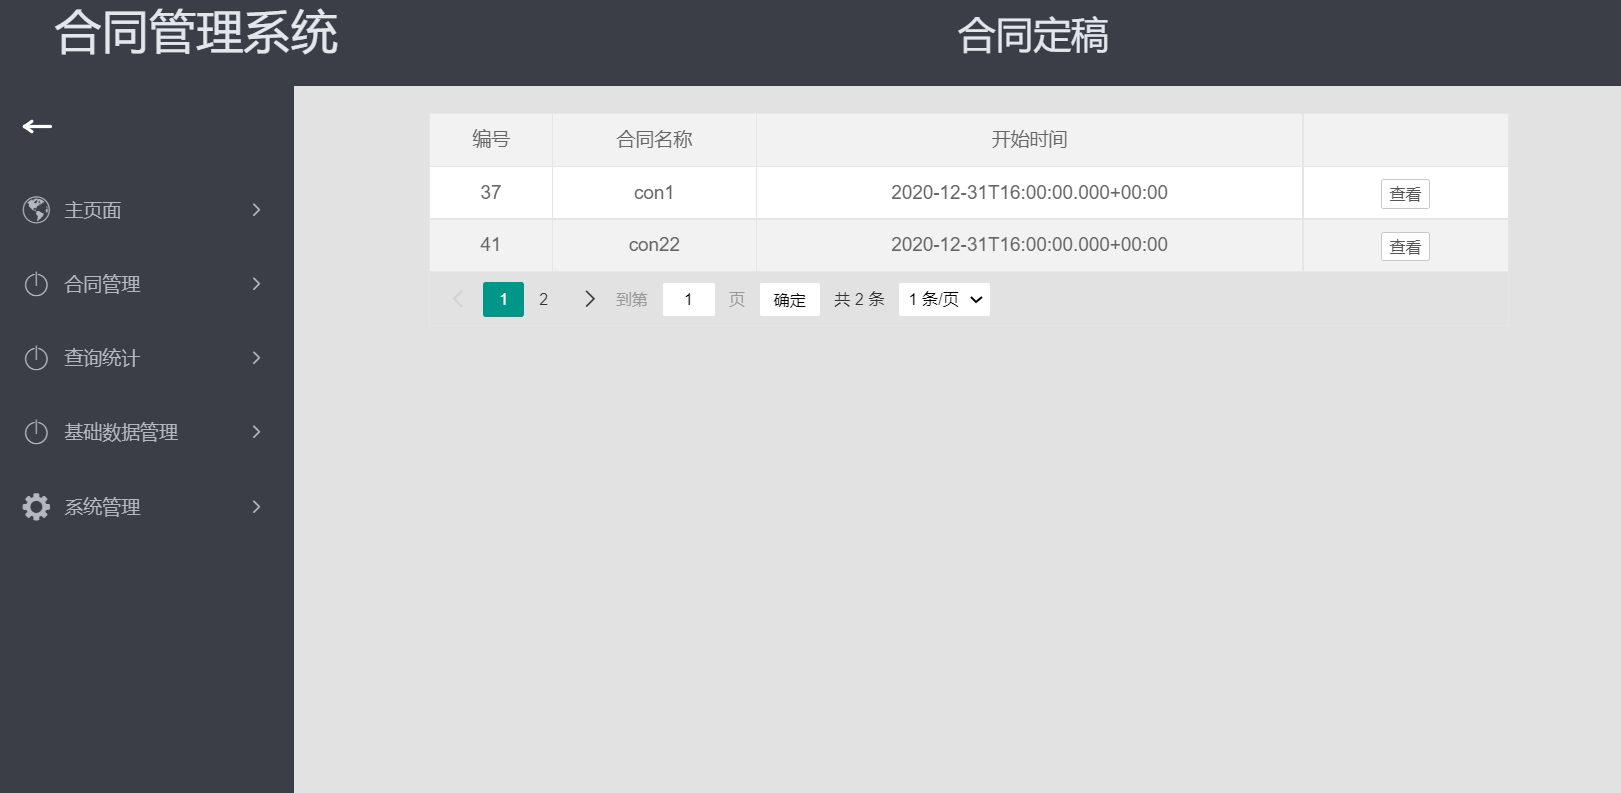 合同管理系统
合同定稿
主页面
合同管理
查询统计
基础数据管理
系统管理
编号 合同名称 开始时间
37 con1 2020-12-31T16:00:00.000+00:00 查看
41 con22 2020-12-31T16:00:00.000+00:00 查看
1 2 到第 1 页 确定 共 2 条 1 条/页